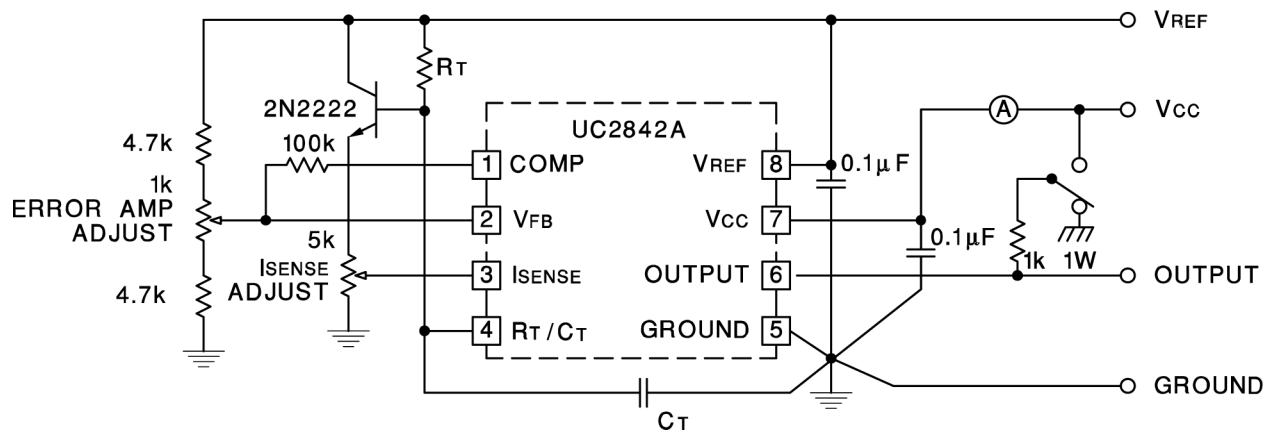 VREF
RT
2N2222
UC2842A
A
VCC
4.7k
100k
1 COMP
VREF 8
0.1µF
1k
ERROR AMP
ADJUST
2 VFB
VCC 7
0.1µF
5k
ISENSE
ADJUST
3 ISENSE
OUTPUT 6
1k 1W
OUTPUT
4.7k
4 RT/CT
GROUND 5
GROUND
CT